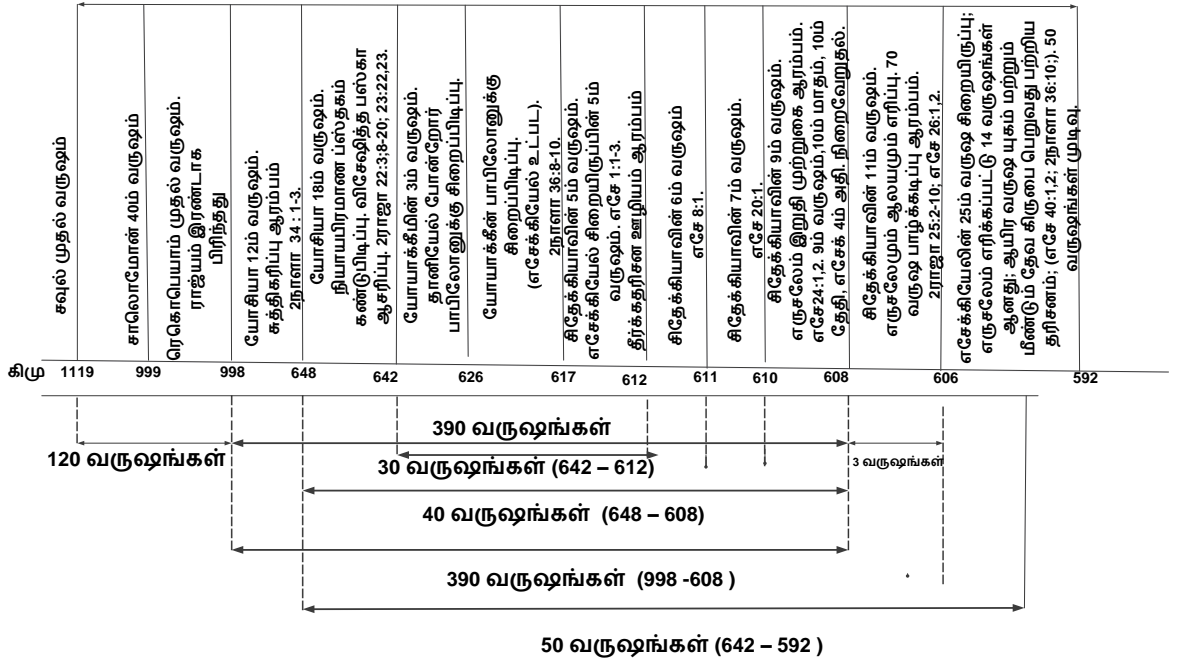 சவுல் முதல் வருஷம்
சாலொமோன் 40ம் வருஷம்
ரெகொபெயாம் முதல் வருஷம்.
ராஜ்யம் இரண்டாக
பிரிந்தது
யோசியா 12ம் வருஷம்.
சுத்திகரிப்பு ஆரம்பம்
2நாளா 34 : 1-3.
யோசியா 18ம் வருஷம்.
நியாயபிரமாண புஸ்தகம்
கண்டுபிடிப்பு. விசேஷித்த பஸ்கா
ஆசரிப்பு. 2ராஜா 22:3;8-20; 23:22,23.
யோயாக்கீமின் 3ம் வருஷம்.
தானியேல் போன்றோர்
பாபிலோனுக்கு சிறைப்பிடிப்பு.
யோயாக்கீன் பாபிலோனுக்கு
சிறைப்பிடிப்பு.
(எசேக்கியேல் உட்பட).
2நாளா 36:8-10.
சிதேக்கியாவின் 5ம் வருஷம்.
எசேக்கியேல் சிறையிருப்பின் 5ம்
வருஷம். எசே 1:1-3.
தீர்க்கதரிசன ஊழியம் ஆரம்பம்
சிதேக்கியாவின் 6ம் வருஷம்
எசே 8:1.
சிதேக்கியாவின் 7ம் வருஷம்
எசே 20:1.
சிதேக்கியாவின் 9ம் வருஷம்.
எருசலேம் இறுதி முற்றுகை ஆரம்பம்.
எசே24:1,2. 9ம் வருஷம்,10ம் மாதம், 10ம்
தேதி, எசேக் 4ம் அதி. நிறைவேறுதல்.
சிதேக்கியாவின் 11ம் வருஷம்.
எருசலேமும் ஆலயமும் எரிப்பு. 70
வருஷ பாழ்க்கடிப்பு ஆரம்பம்.
2ராஜா 25:2-10; எசே 26:1,2.
எசேக்கியேலின் 25ம் வருஷ சிறையிருப்பு;
எருசலேம் எரிக்கப்பட்டு 14 வருஷங்கள்
ஆனது; ஆயிர வருஷ யுகம் மற்றும்
மீண்டும் தேவ கிருபை பெறுவது பற்றிய
தரிசனம்; (எசே 40:1,2; 2நாளா 36:10;). 50
வருஷங்கள் முடிவு.
கிமு 1119 999 998 648 642 626 617 612 611 610 608 606 592
390 வருஷங்கள்
120 வருஷங்கள்
30 வருஷங்கள் (642 – 612)
3 வருஷங்கள்
40 வருஷங்கள் (648 – 608)
390 வருஷங்கள் (998 -608 )
50 வருஷங்கள் (642 – 592 )